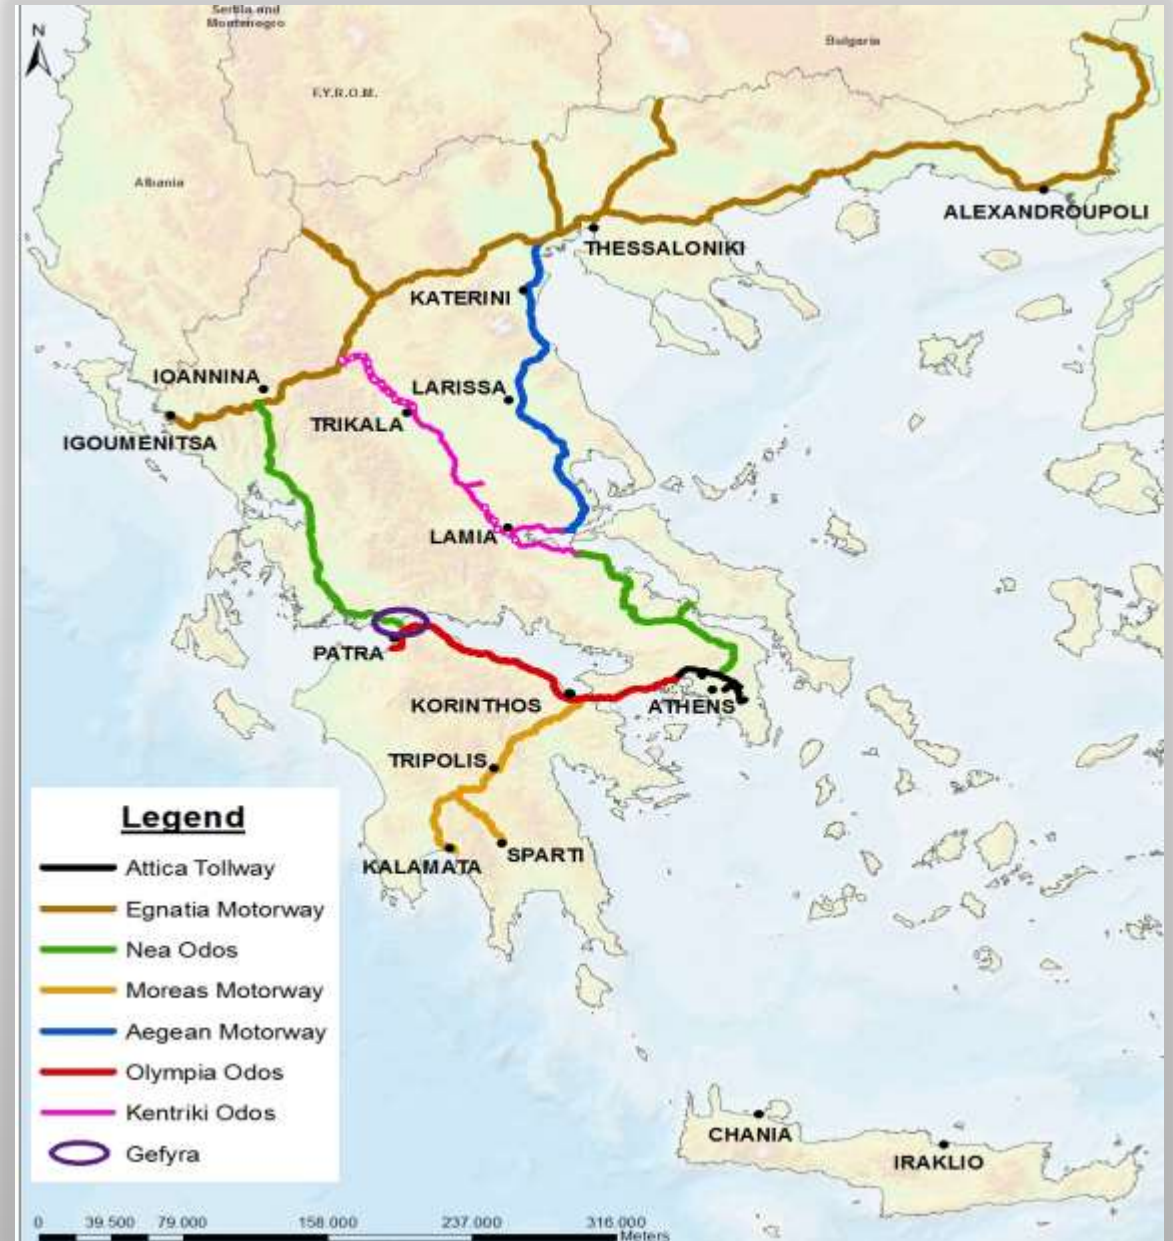 N
Serbia and
Montenegro
Bulgaria
F.Y.R.O.M.
Albania
ALEXANDROUPOLI
THESSALONIKI
KATERINI
IOANNINA
LARISSA
TRIKALA
IGOUMENITSA
LAMIA
PATRA
KORINTHOS
ATHENS
TRIPOLIS
SPARTI
KALAMATA
Legend
Attica Tollway
Egnatia Motorway
Nea Odos
Moreas Motorway
Aegean Motorway
Olympia Odos
Kentriki Odos
Gefyra
CHANIA
IRAKLIO
0 39.500 79.000 158.000 237.000 316.000
Meters